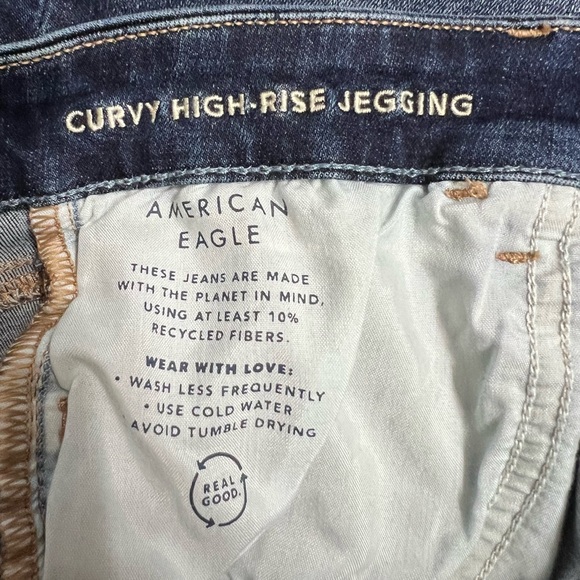 CURVY HIGH-RISE JEGGING
AMERICAN
EAGLE
THESE JEANS ARE MADE
WITH THE PLANET IN MIND,
USING AT LEAST 10%
RECYCLED FIBERS.
WEAR WITH LOVE:
• WASH LESS FREQUENTLY
• USE COLD WATER
AVOID TUMBLE DRYING
REAL
GOOD.